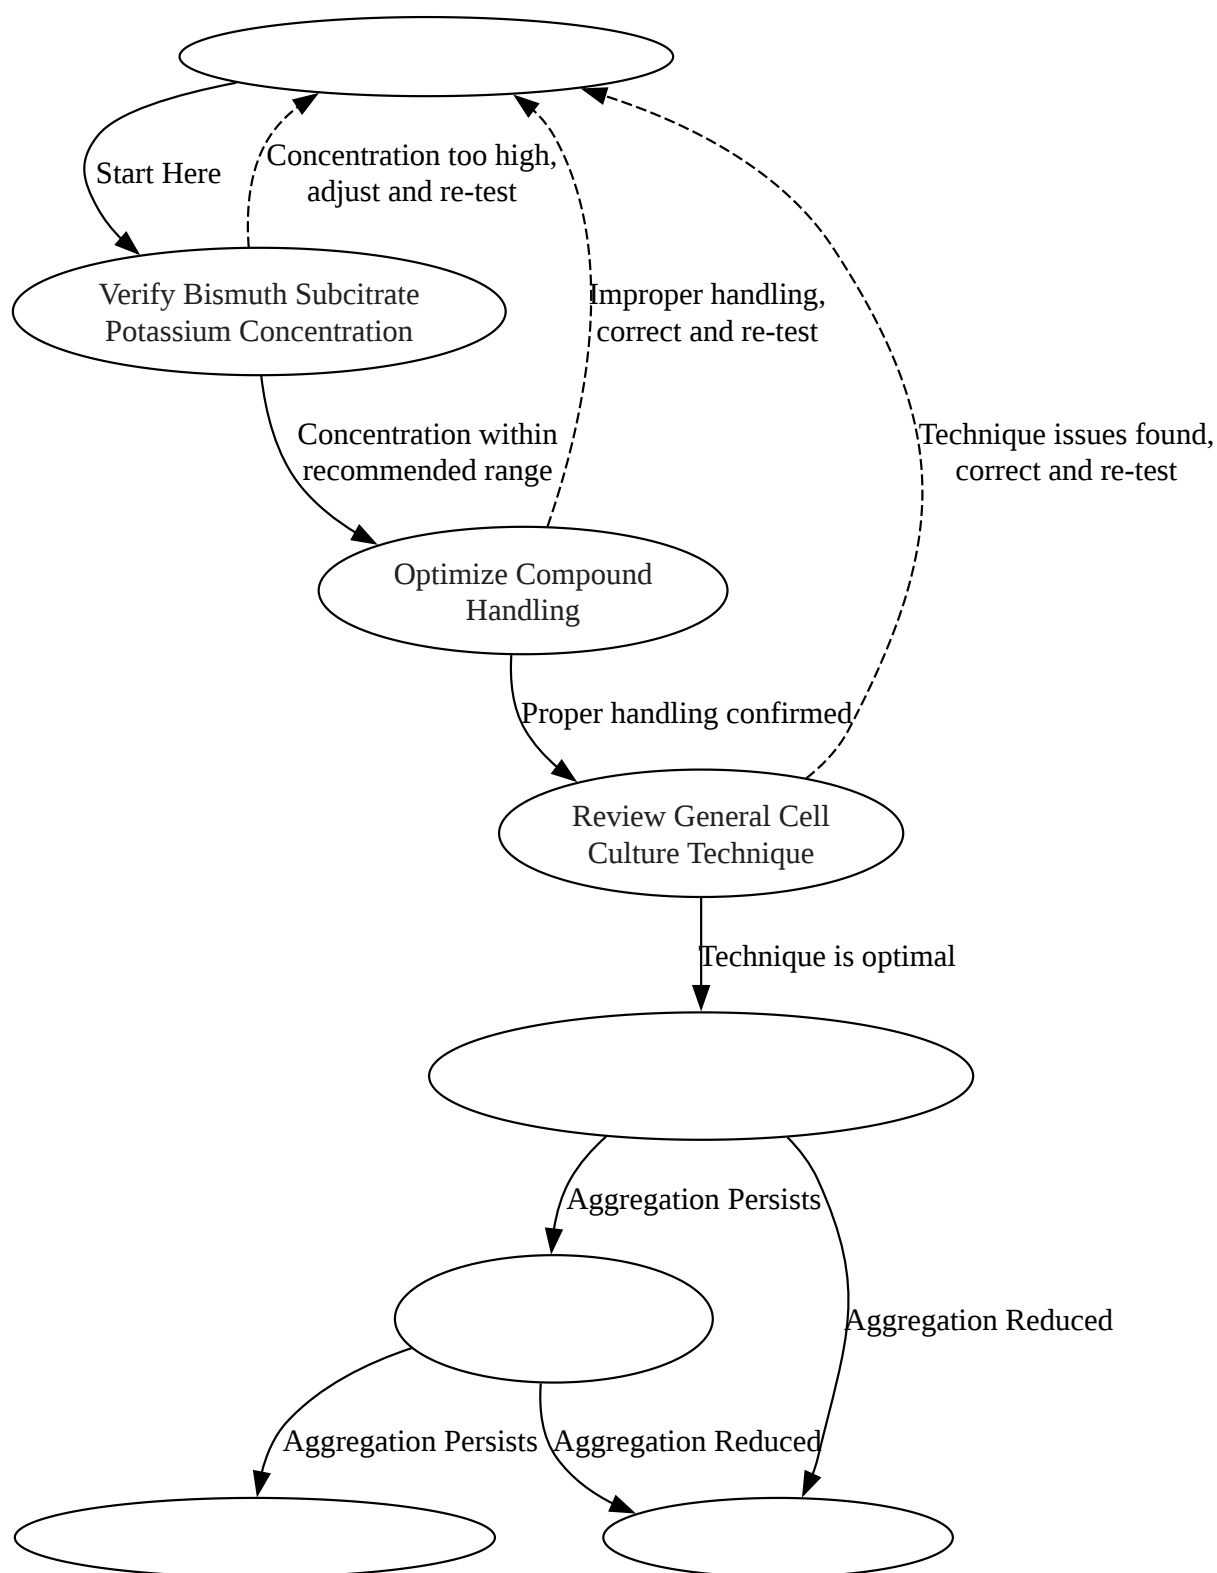 Start Here
Concentration too high,
adjust and re-test
Verify Bismuth Subcitrate
Potassium Concentration
Improper handling,
correct and re-test
Concentration within
recommended range
Technique issues found,
correct and re-test
Optimize Compound
Handling
Proper handling confirmed
Review General Cell
Culture Technique
Technique is optimal
Aggregation Persists
Aggregation Reduced
Aggregation Persists
Aggregation Reduced